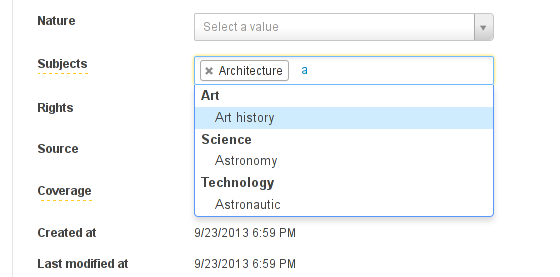 Nature Select a value
Subjects × Architecture a
Art
Rights Art history
Science
Source Astronomy
Technology
Coverage Astronautic
Created at 9/23/2013 6:59 PM
Last modified at 9/23/2013 6:59 PM